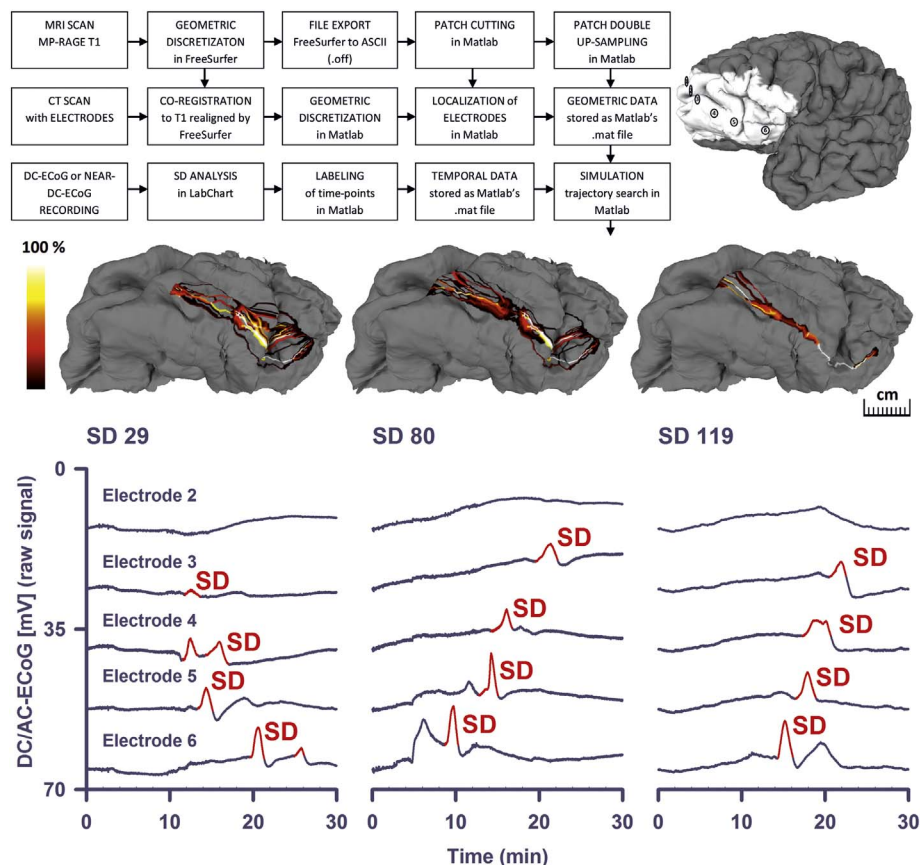 MRI SCAN
MP-RAGE T1
GEOMETRIC
DISCRETIZATON
in FreeSurfer
FILE EXPORT
FreeSurfer to ASCII
(.off)
PATCH CUTTING
in Matlab
PATCH DOUBLE
UP-SAMPLING
in Matlab
CT SCAN
with ELECTRODES
CO-REGISTRATION
to T1 realigned by
FreeSurfer
GEOMETRIC
DISCRETIZATION
in Matlab
LOCALIZATION of
ELECTRODES
in Matlab
GEOMETRIC DATA
stored as Matlab's
.mat file
DC-ECoG or NEAR-
DC-ECoG
RECORDING
SD ANALYSIS
in LabChart
LABELING
of time-points
in Matlab
TEMPORAL DATA
stored as Matlab's
.mat file
SIMULATION
trajectory search in
Matlab
3
4
5
6
100 %
0 %
cm
SD 29
SD 80
SD 119
DC/AC-ECoG [mV] (raw signal)
0
35
70
Electrode 2
Electrode 3
SD
Electrode 4
Electrode 5
SD
Electrode 6
SD
0
10
20
30
SD
SD
SD
SD
0
10
20
30
SD
SD
SD
SD
0
10
20
30
Time (min)